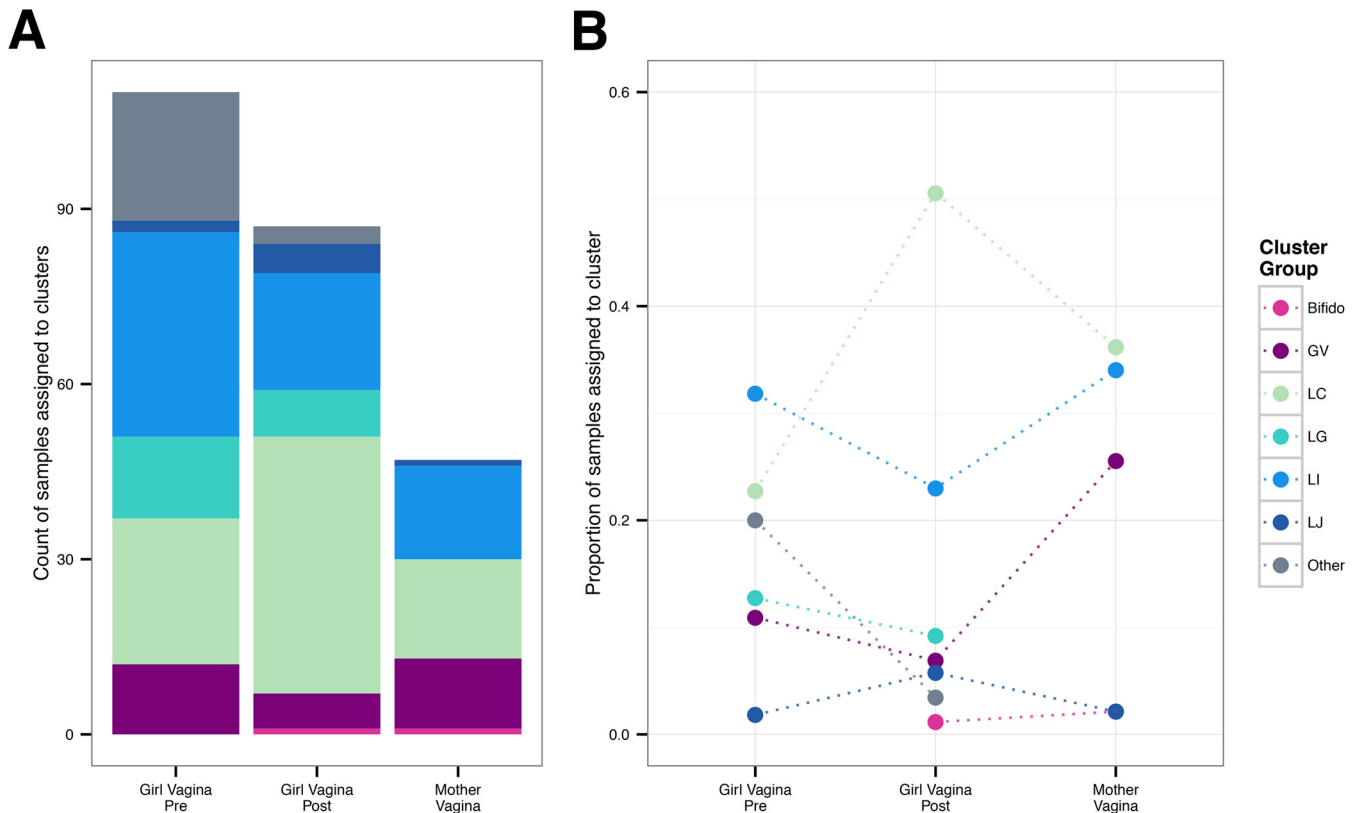 A
Count of samples assigned to clusters
90
60
30
0
Girl Vagina
Pre
Girl Vagina
Post
Mother
Vagina
B
Proportion of samples assigned to cluster
0.6
0.4
0.2
0.0
Girl Vagina
Pre
Girl Vagina
Post
Mother
Vagina
Cluster
Group
Bifido
GV
LC
LG
LI
LJ
Other